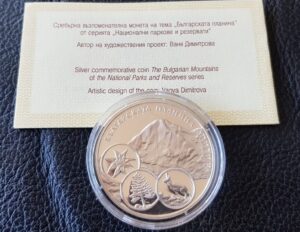 Сребърна възпоменателна монета на тема „Българската планина“
от серията „Национални паркове и резервати“
Автор на художествения проект: Ваня Димитрова
Silver commemorative coin The Bulgarian Mountains
of the National Parks and Reserves series
Artistic design of the coin: Vanya Dimitrova